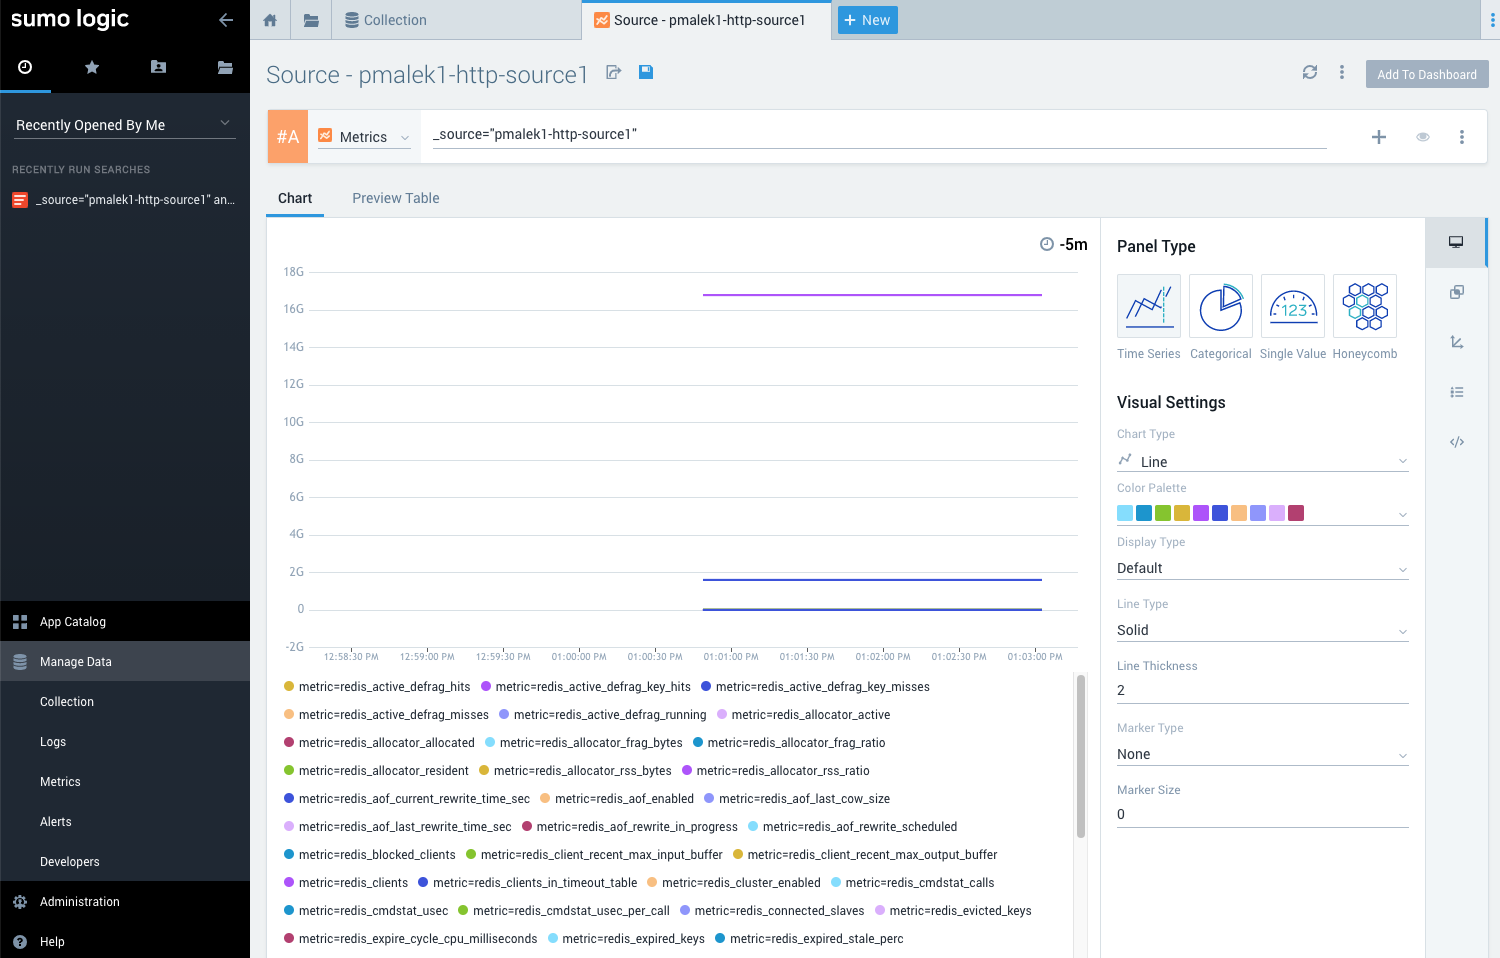 sumo logic
Collection
Source - pmalek1-http-source1
+ New
Source - pmalek1-http-source1
Add To Dashboard
Recently Opened By Me
RECENTLY RUN SEARCHES
_source="pmalek1-http-source1" an...
#A
Metrics
_source="pmalek1-http-source1"
Chart
Preview Table
-5m
18G
16G
14G
12G
10G
8G
6G
4G
2G
0
-2G
12:58:30 PM 12:59:00 PM 12:59:30 PM 01:00:00 PM 01:00:30 PM 01:01:00 PM 01:01:30 PM 01:02:00 PM 01:02:30 PM 01:03:00 PM
metric=redis_active_defrag_hits metric=redis_active_defrag_key_hits metric=redis_active_defrag_key_misses
metric=redis_active_defrag_misses metric=redis_active_defrag_running metric=redis_allocator_active
metric=redis_allocator_allocated metric=redis_allocator_frag_bytes metric=redis_allocator_frag_ratio
metric=redis_allocator_resident metric=redis_allocator_rss_bytes metric=redis_allocator_rss_ratio
metric=redis_aof_current_rewrite_time_sec metric=redis_aof_enabled metric=redis_aof_last_cow_size
metric=redis_aof_last_rewrite_time_sec metric=redis_aof_rewrite_in_progress metric=redis_aof_rewrite_scheduled
metric=redis_blocked_clients metric=redis_client_recent_max_input_buffer metric=redis_client_recent_max_output_buffer
metric=redis_clients metric=redis_clients_in_timeout_table metric=redis_cluster_enabled metric=redis_cmdstat_calls
metric=redis_cmdstat_usec metric=redis_cmdstat_usec_per_call metric=redis_connected_slaves metric=redis_evicted_keys
metric=redis_expire_cycle_cpu_milliseconds metric=redis_expired_keys metric=redis_expired_stale_perc
Panel Type
123
Time Series Categorical Single Value Honeycomb
Visual Settings
Chart Type
Line
Color Palette
Display Type
Default
Line Type
Solid
Line Thickness
2
Marker Type
None
Marker Size
0
App Catalog
Manage Data
Collection
Logs
Metrics
Alerts
Developers
Administration
Help